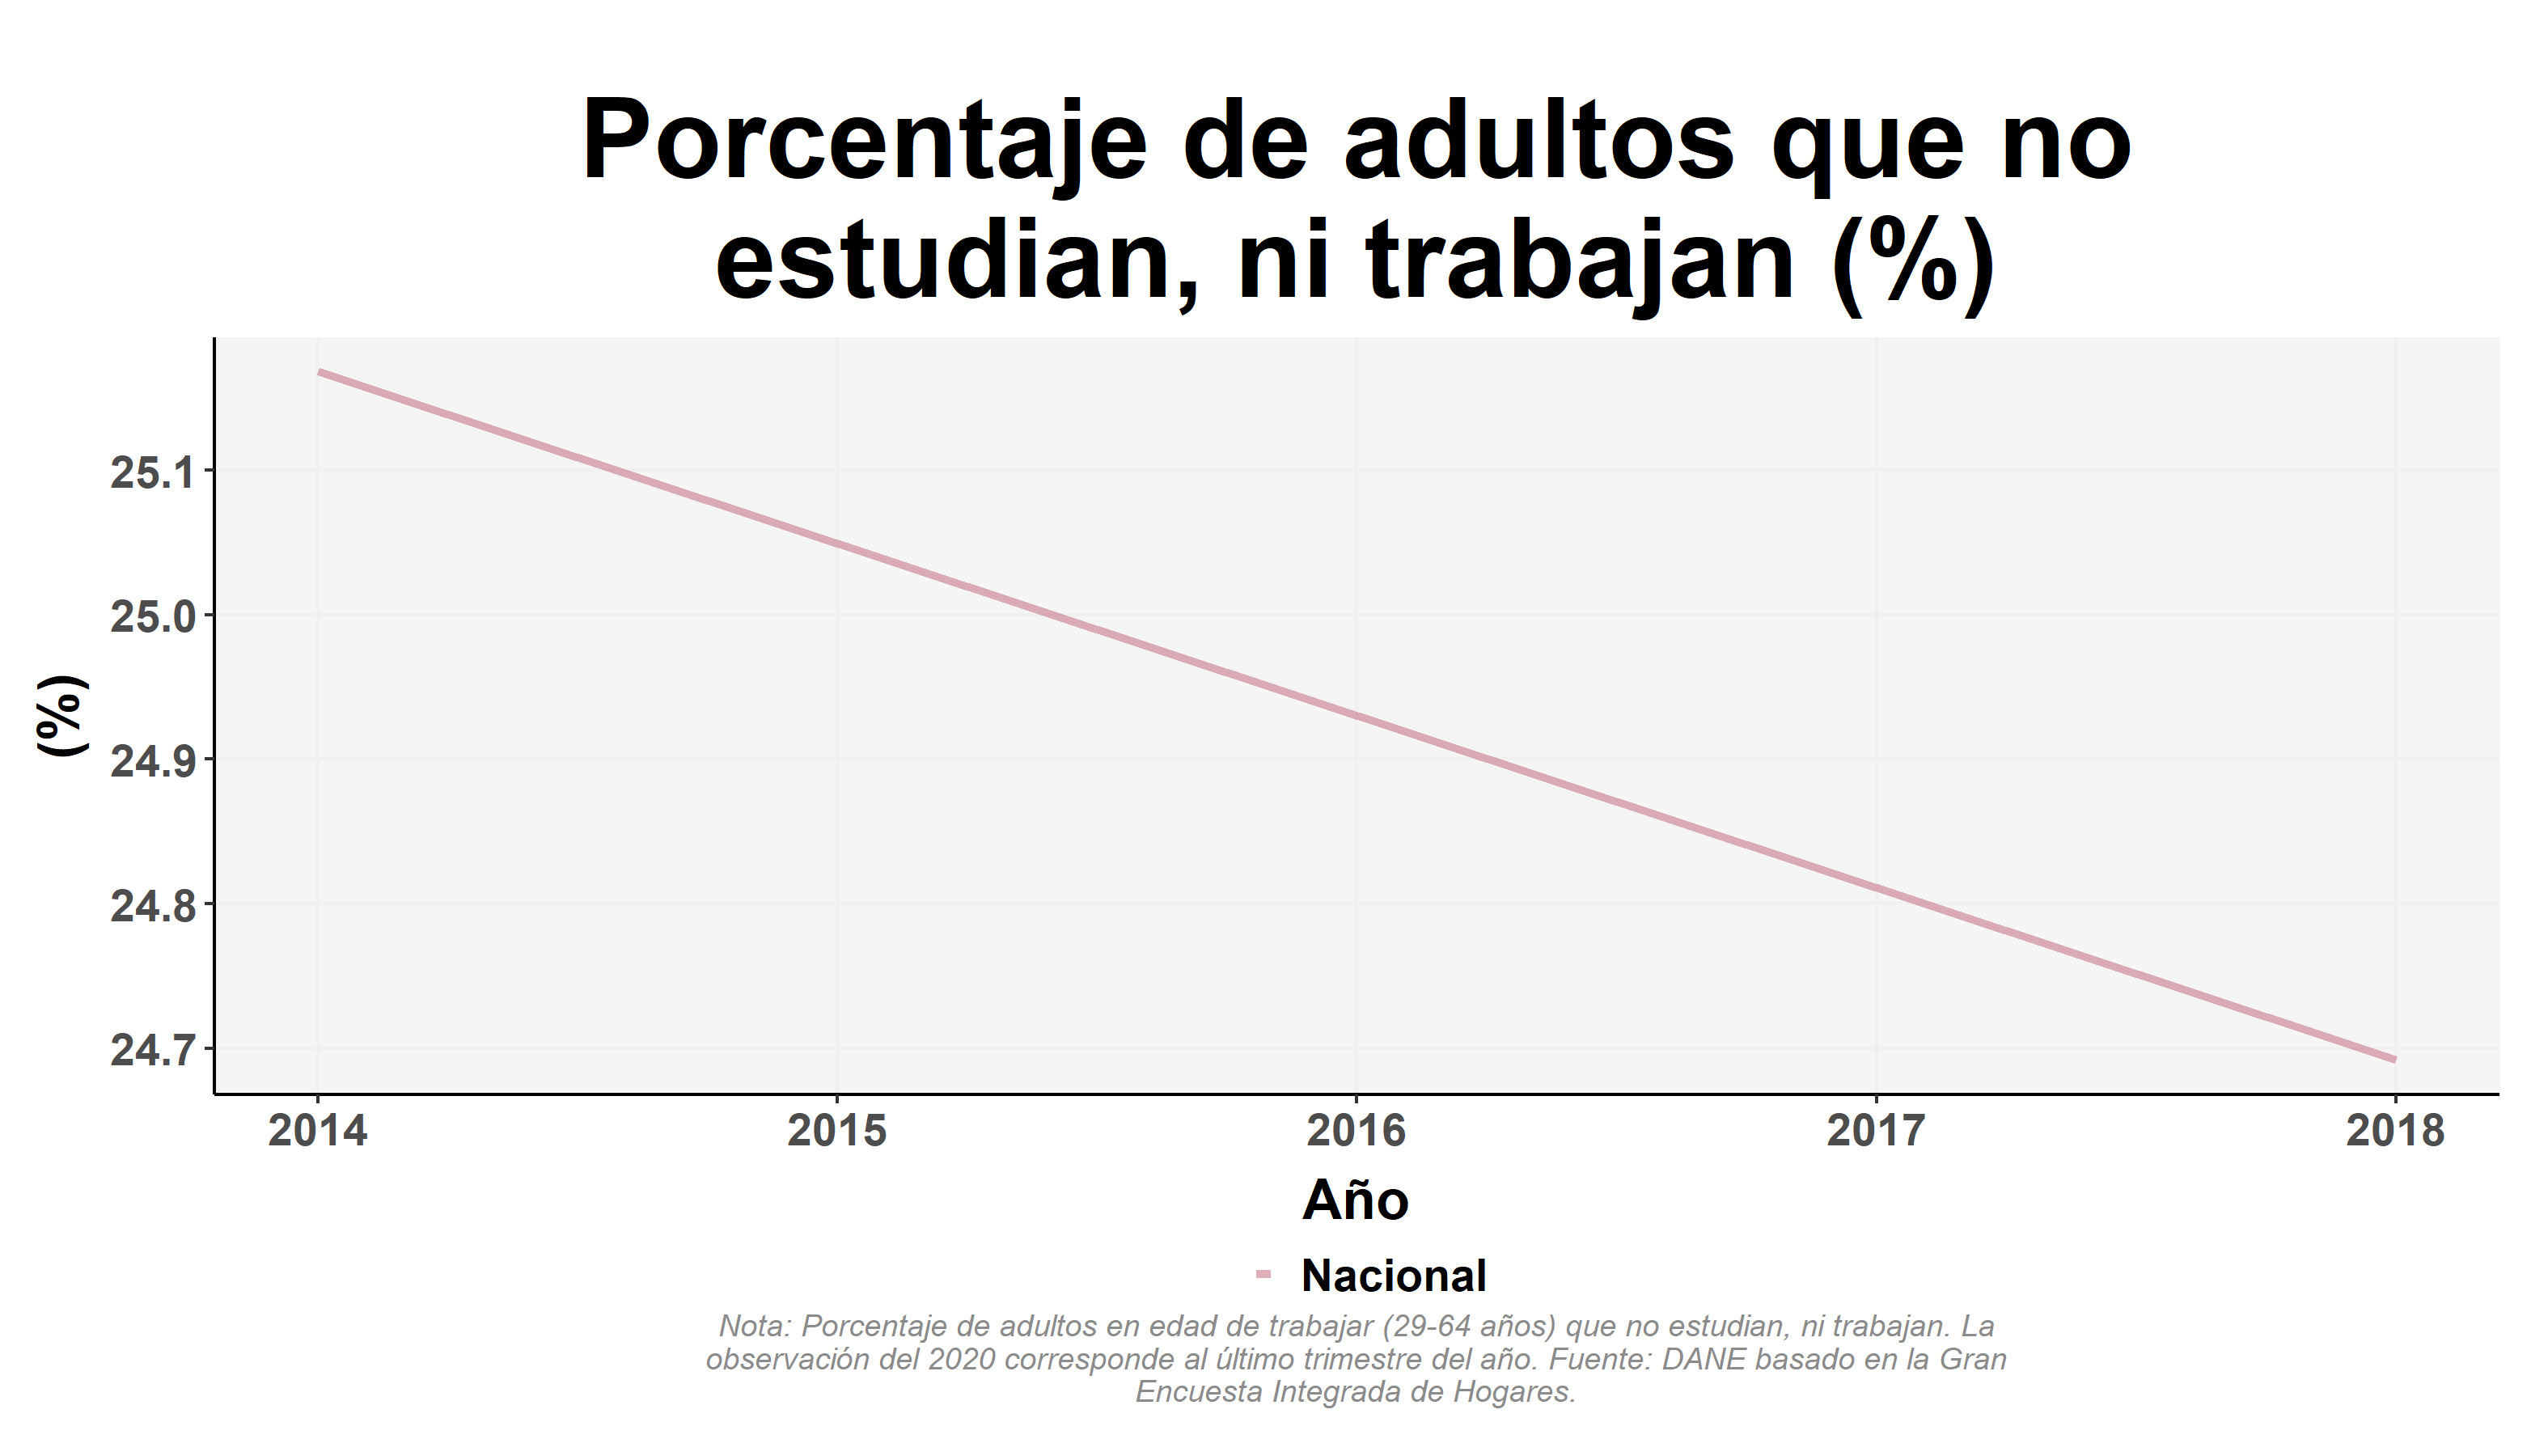 Porcentaje de adultos que no
estudian, ni trabajan (%)
(%)
25.1
25.0
24.9
24.8
24.7
2014 2015 2016 2017 2018
Año
Nacional
Nota: Porcentaje de adultos en edad de trabajar (29-64 años) que no estudian, ni trabajan. La
observación del 2020 corresponde al último trimestre del año. Fuente: DANE basado en la Gran
Encuesta Integrada de Hogares.